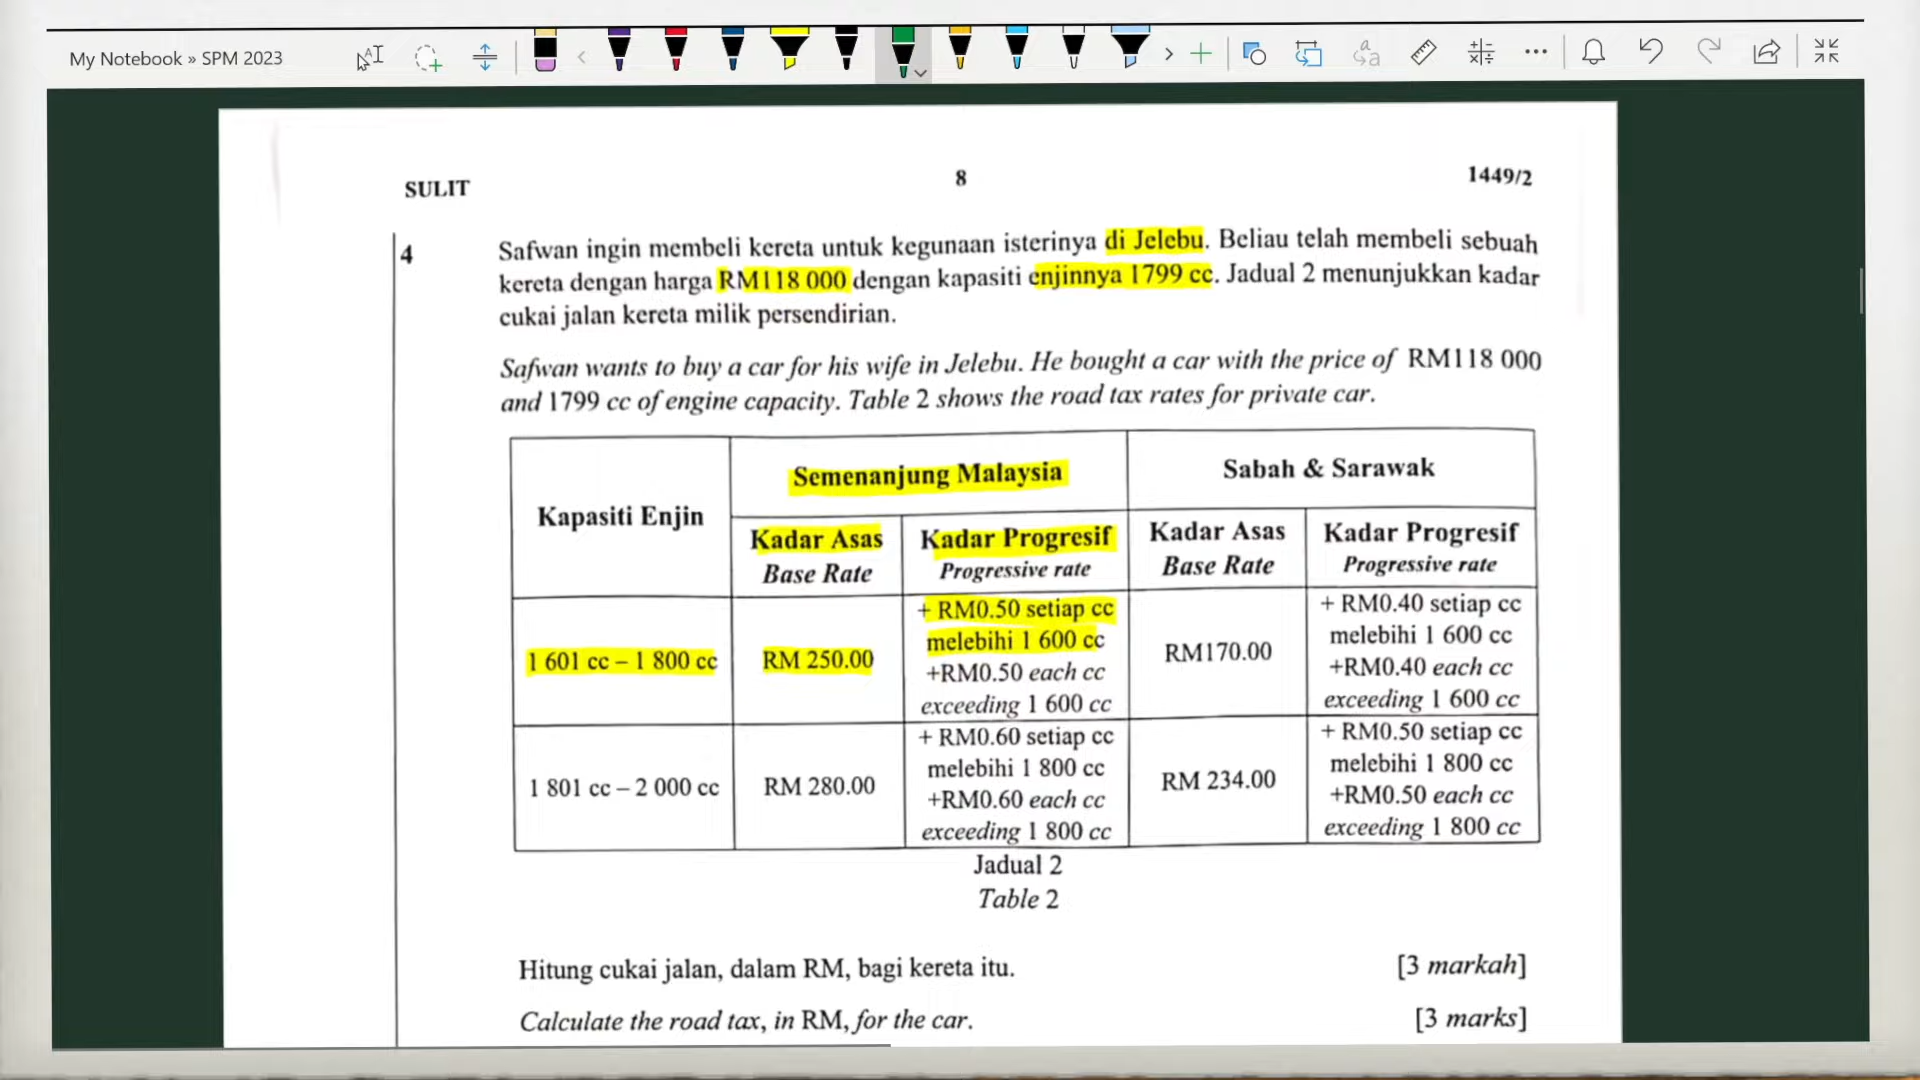 My Notebook » SPM 2023
SULIT
8
1449/2
4
Safwan ingin membeli kereta untuk kegunaan isterinya di Jelebu. Beliau telah membeli sebuah
kereta dengan harga RM118 000 dengan kapasiti enjinnya 1799 cc. Jadual 2 menunjukkan kadar
cukai jalan kereta milik persendirian.
Safwan wants to buy a car for his wife in Jelebu. He bought a car with the price of RM118 000
and 1799 cc of engine capacity. Table 2 shows the road tax rates for private car.
Kapasiti Enjin
Semenanjung Malaysia
Sabah & Sarawak
Kadar Asas
Base Rate
Kadar Progresif
Progressive rate
Kadar Asas
Base Rate
Kadar Progresif
Progressive rate
1 601 cc – 1 800 cc
RM 250.00
+ RM0.50 setiap cc
melebihi 1 600 cc
+RM0.50 each cc
exceeding 1 600 cc
RM170.00
+ RM0.40 setiap cc
melebihi 1 600 cc
+RM0.40 each cc
exceeding 1 600 cc
1 801 cc – 2 000 cc
RM 280.00
+ RM0.60 setiap cc
melebihi 1 800 cc
+RM0.60 each cc
exceeding 1 800 cc
RM 234.00
+ RM0.50 setiap cc
melebihi 1 800 cc
+RM0.50 each cc
exceeding 1 800 cc
Jadual 2
Table 2
Hitung cukai jalan, dalam RM, bagi kereta itu.
[3 markah]
Calculate the road tax, in RM, for the car.
[3 marks]